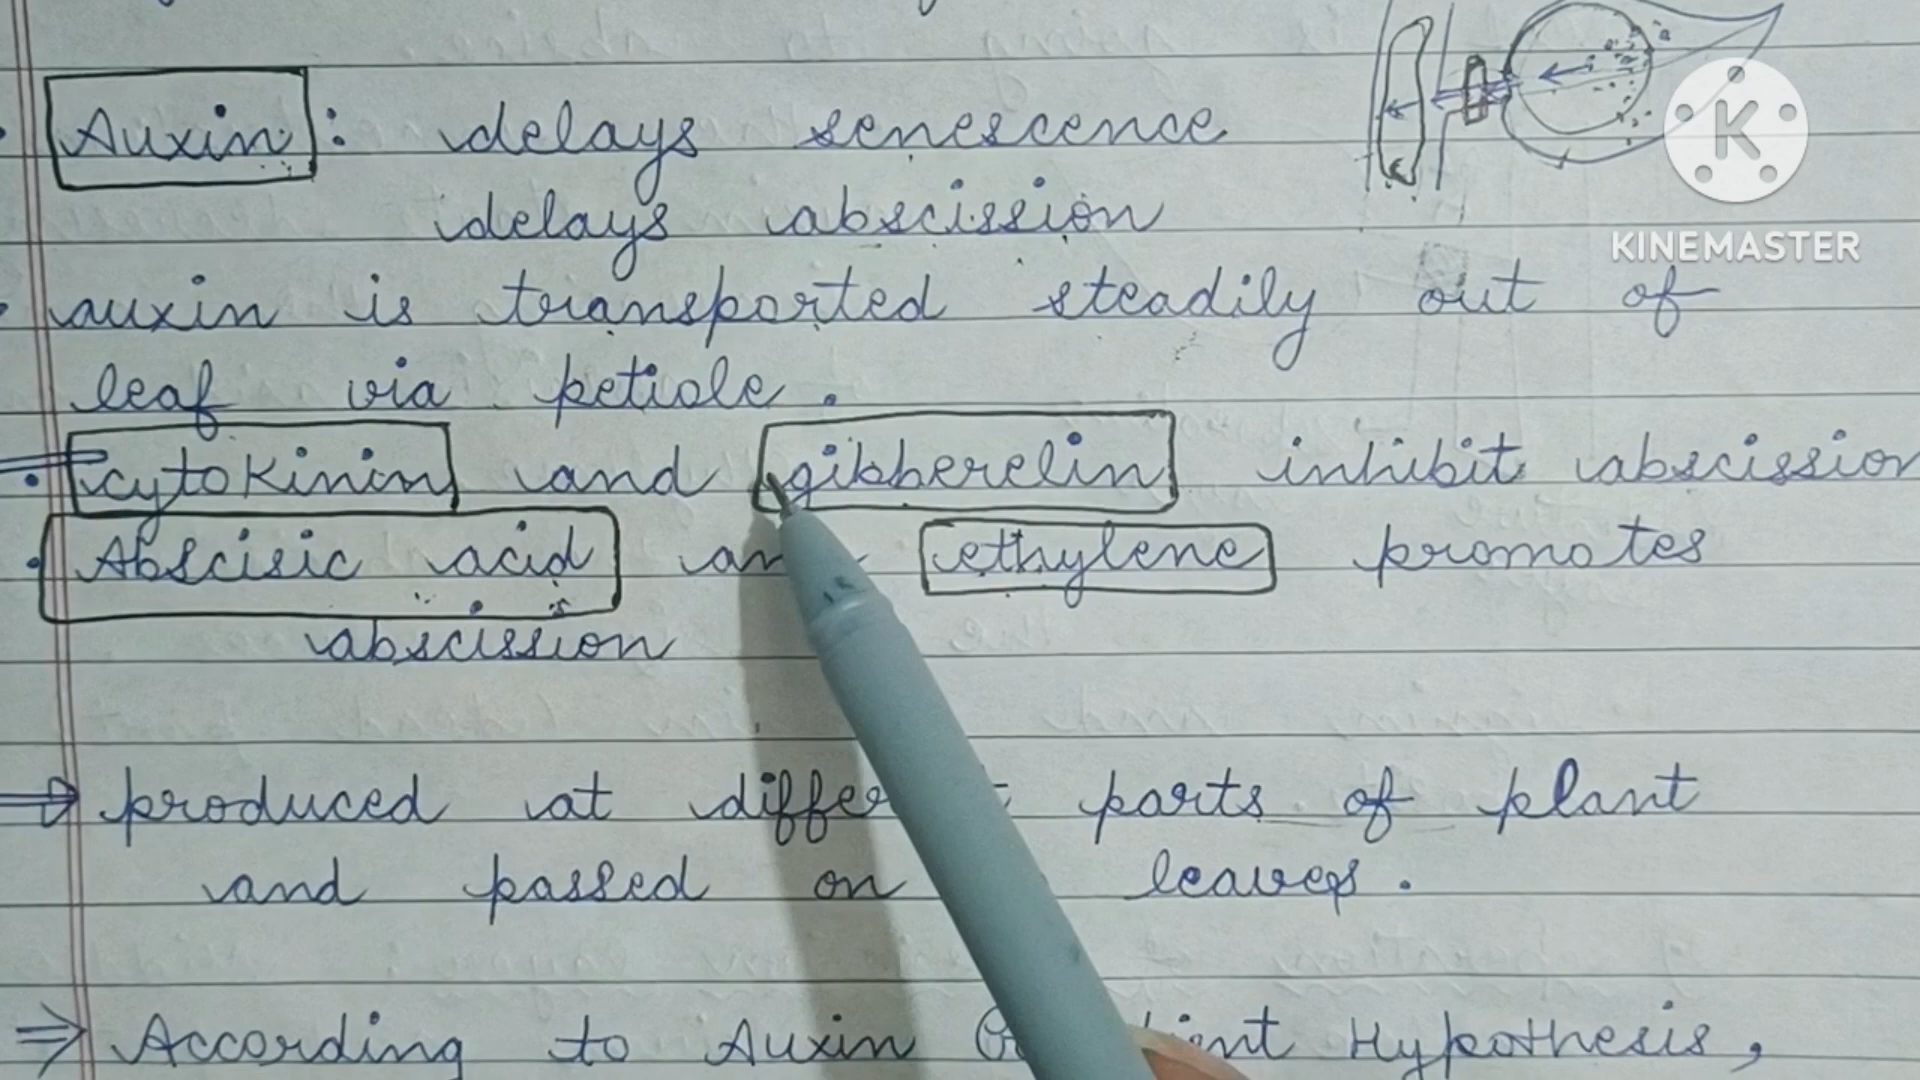 Auxin : delays senescence
delays abscission
auxin is transported steadily out of
leaf via petiole.
cytokinin and gibberelin inhibit abscission
Abscisic acid an ethylene promotes
abscission
⇒ produced at differ parts of plant
and passed on leaves.
⇒ According to Auxin Hypothesis,
K
KINEMASTER